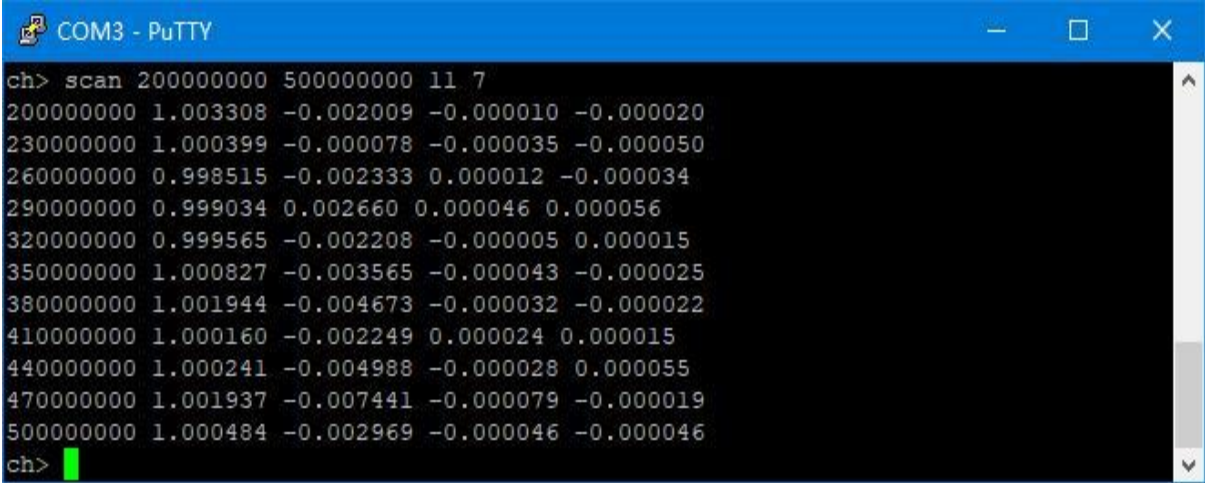 COM3 - PuTTY
ch> scan 200000000 500000000 11 7
200000000 1.003308 -0.002009 -0.000010 -0.000020
230000000 1.000399 -0.000078 -0.000035 -0.000050
260000000 0.998515 -0.002333 0.000012 -0.000034
290000000 0.999034 0.002660 0.000046 0.000056
320000000 0.999565 -0.002208 -0.000005 0.000015
350000000 1.000827 -0.003565 -0.000043 -0.000025
380000000 1.001944 -0.004673 -0.000032 -0.000022
410000000 1.000160 -0.002249 0.000024 0.000015
440000000 1.000241 -0.004988 -0.000028 0.000055
470000000 1.001937 -0.007441 -0.000079 -0.000019
500000000 1.000484 -0.002969 -0.000046 -0.000046
ch>